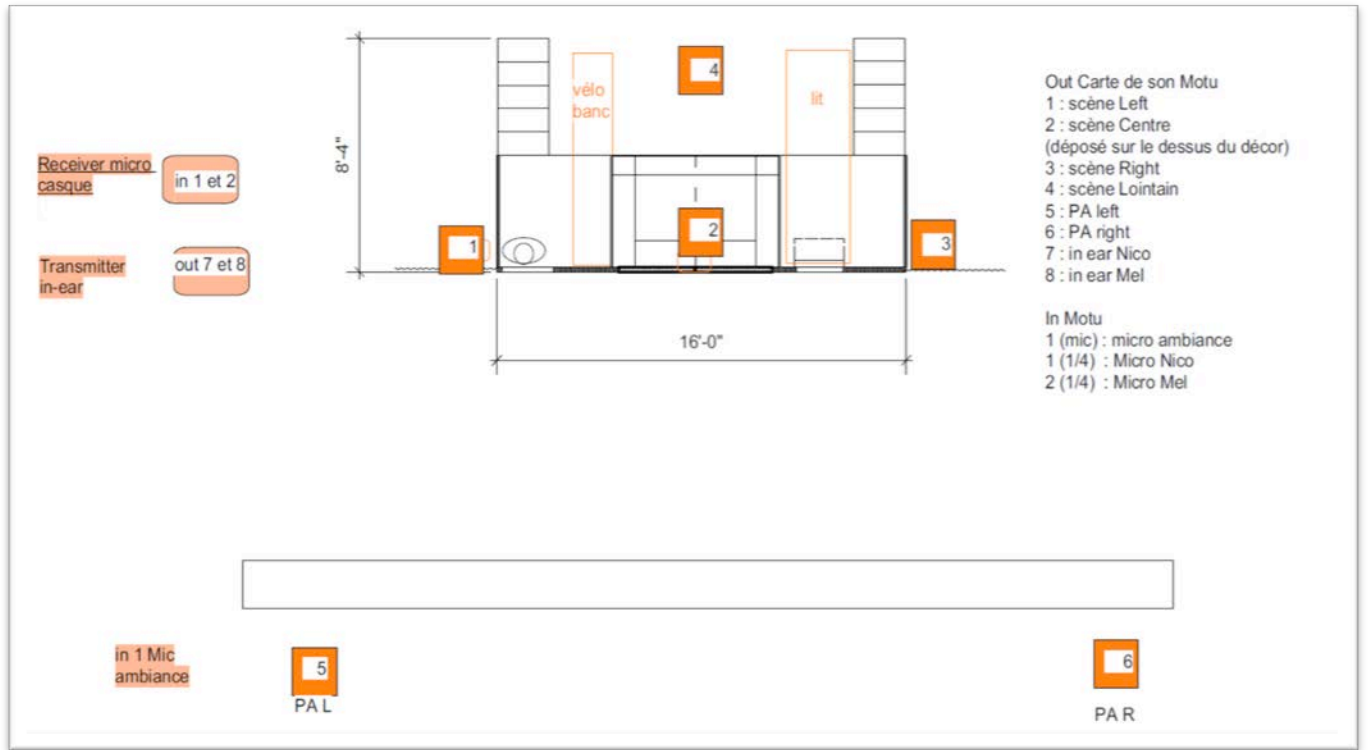 4
vélo
banc
lit
8'-4"
Receiver micro
casque
in 1 et 2
Transmitter
in-ear
out 7 et 8
1
2
3
16'-0"
Out Carte de son Motu
1 : scène Left
2 : scène Centre
(déposé sur le dessus du décor)
3 : scène Right
4 : scène Lointain
5 : PA left
6 : PA right
7 : in ear Nico
8 : in ear Mel
In Motu
1 (mic) : micro ambiance
1 (1/4) : Micro Nico
2 (1/4) : Micro Mel
in 1 Mic
ambiance
5
PA L
6
PA R